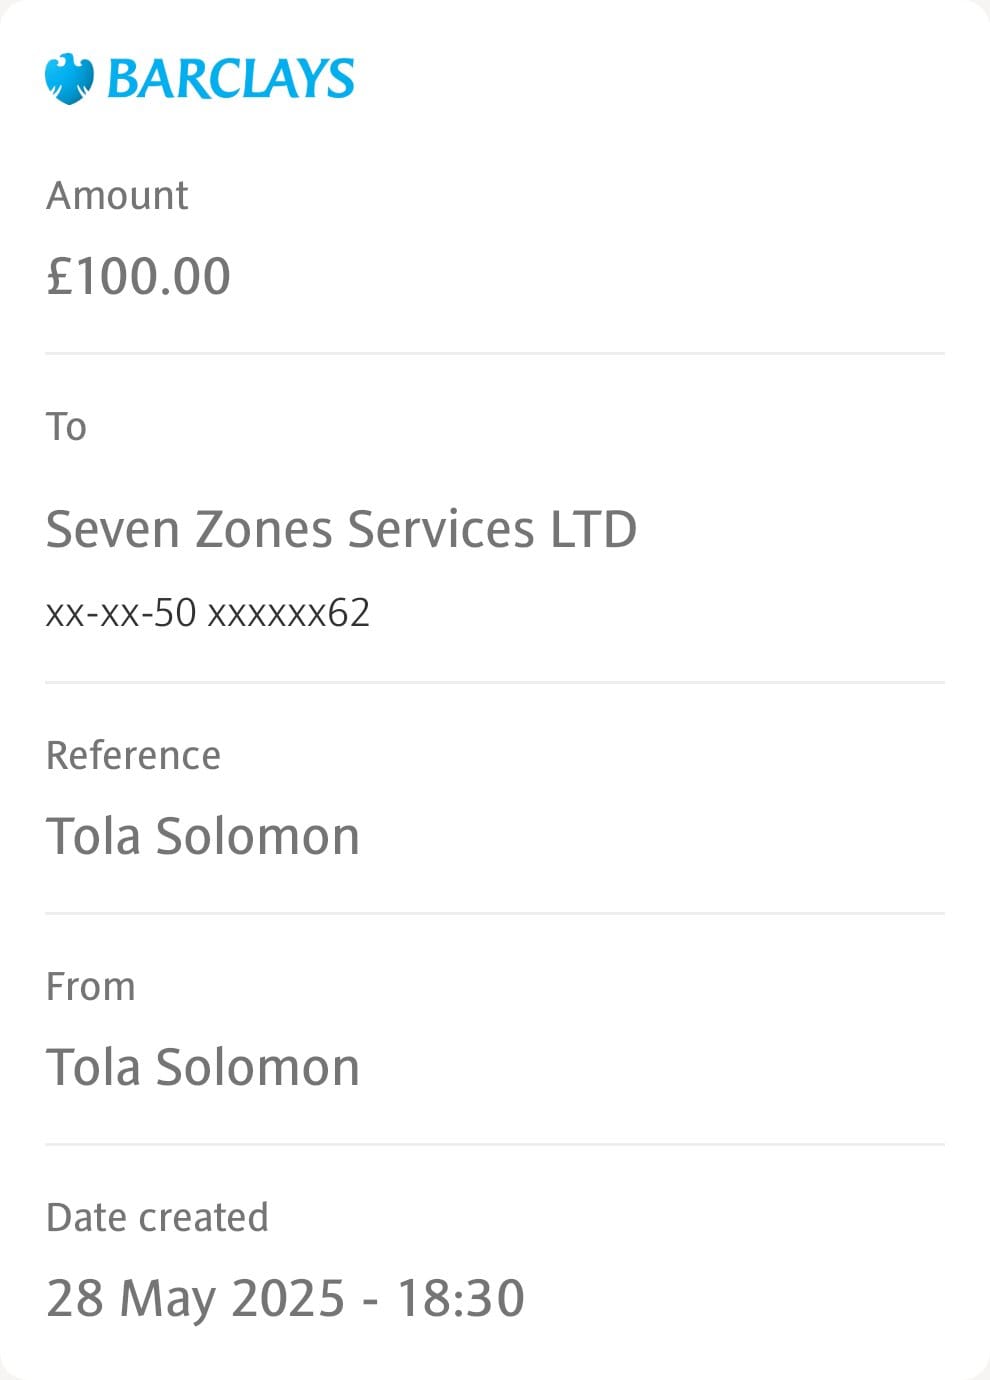 BARCLAYS
Amount
£100.00
To
Seven Zones Services LTD
xx-xx-50 xxxxxx62
Reference
Tola Solomon
From
Tola Solomon
Date created
28 May 2025 - 18:30